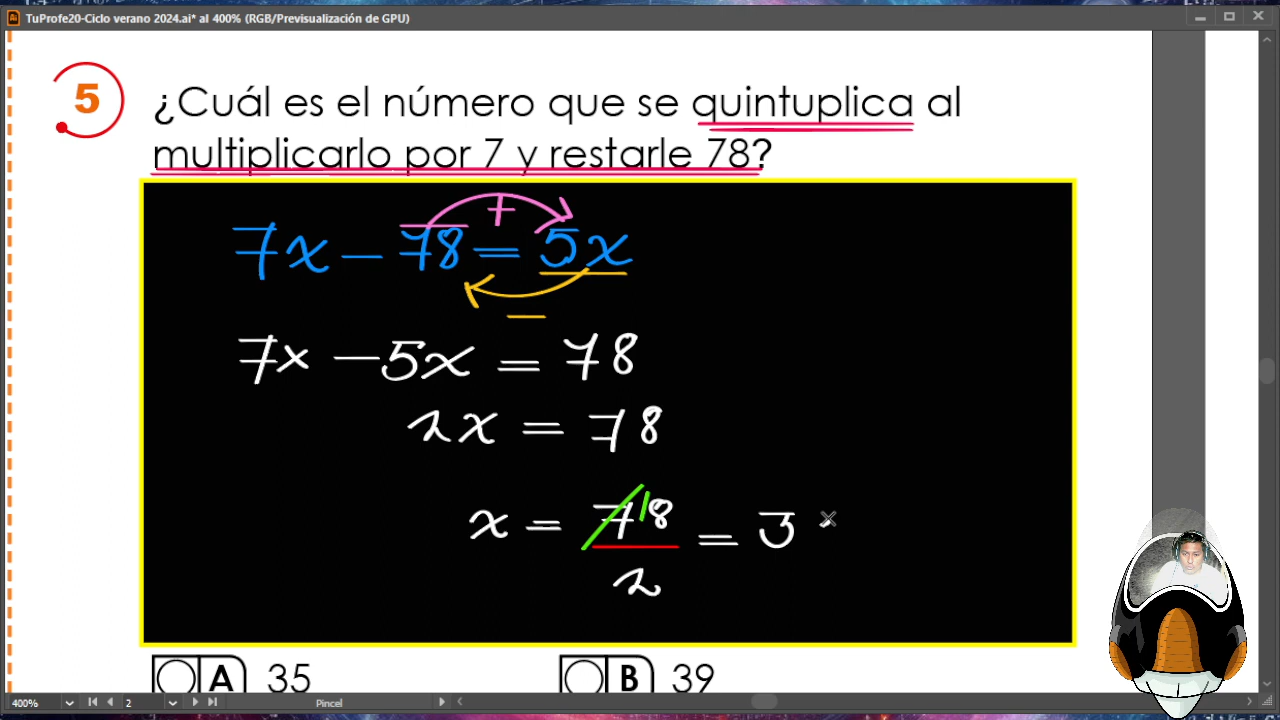 TuProfe20-Ciclo verano 2024.ai* al 400% (RGB/Previsualización de GPU)
5 ¿Cuál es el número que se quintuplica al
multiplicarlo por 7 y restarle 78?
+
7x - 78 = 5x
-
7x - 5x = 78
2x = 78
x = 718/2 = 3
A 35
B 39
400% 2 Pincel